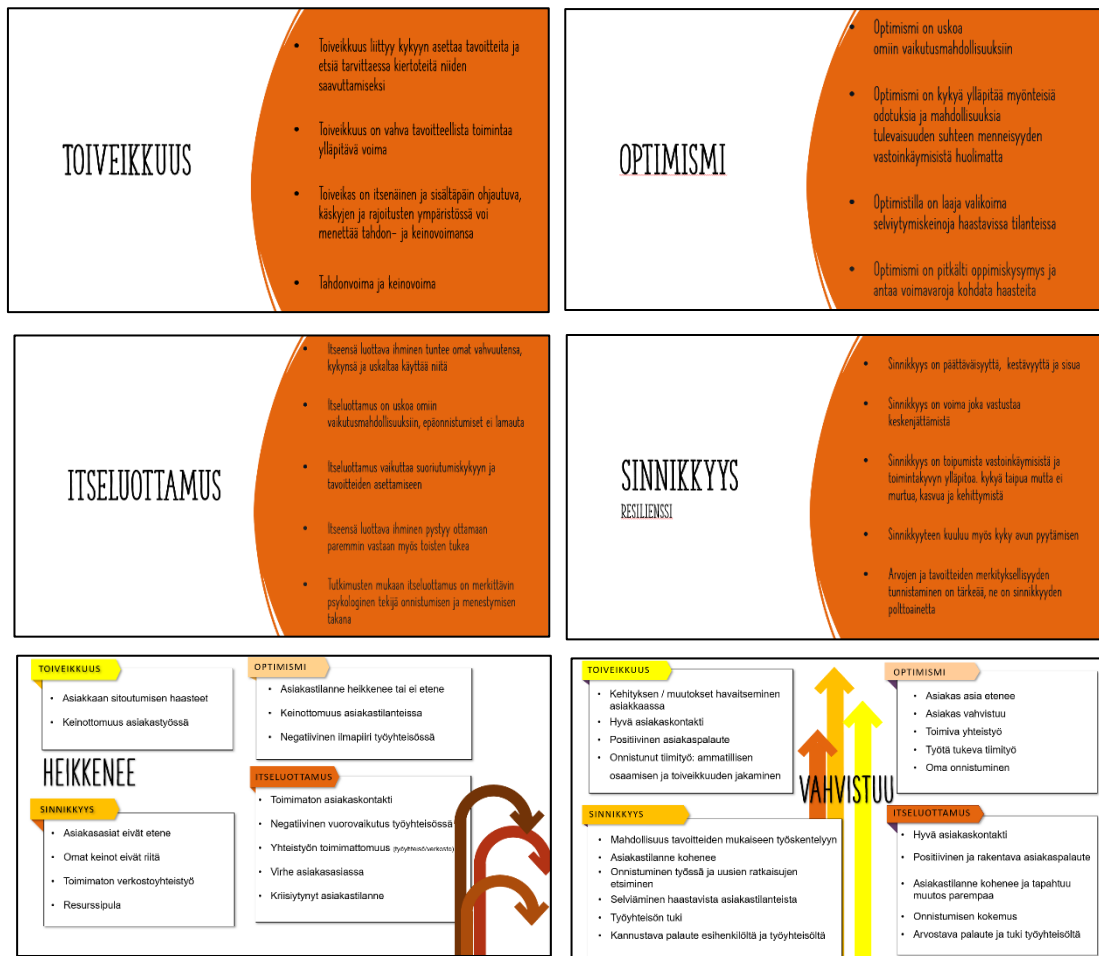 TOIVEIKKUUS
• Toiveikkuus liittyy kykyyn asettaa tavoitteita ja
etsiä tarvittaessa kiertoteitä niiden
saavuttamiseksi
• Toiveikkuus on vahva tavoitteellista toimintaa
ylläpitävä voima
• Toiveikas on itsenäinen ja sisältäpäin ohjautuva,
käskyjen ja rajoitusten ympäristössä voi
menettää tahdon- ja keinovoimansa
• Tahdonvoima ja keinovoima
OPTIMISMI
• Optimismi on uskoa
omiin vaikutusmahdollisuuksiin
• Optimismi on kykyä ylläpitää myönteisiä
odotuksia ja mahdollisuuksia
tulevaisuuden suhteen menneisyyden
vastoinkäymisistä huolimatta
• Optimistilla on laaja valikoima
selviytymiskeinoja haastavissa tilanteissa
• Optimismi on pitkälti oppimiskysymys ja
antaa voimavaroja kohdata haasteita
ITSELUOTTAMUS
• Itseensä luottava ihminen tuntee omat vahvuutensa,
kykynsä ja uskaltaa käyttää niitä
• Itseluottamus on uskoa omiin
vaikutusmahdollisuuksiin, epäonnistumiset ei lamauta
• Itseluottamus vaikuttaa suoriutumiskykyyn ja
tavoitteiden asettamiseen
• Itseensä luottava ihminen pystyy ottamaan
paremmin vastaan myös toisten tukea
• Tutkimusten mukaan itseluottamus on merkittävin
psykologinen tekijä onnistumisen ja menestymisen
takana
SINNIKKYYS
RESILIENSSI
• Sinnikkyys on päättäväisyyttä, kestävyyttä ja sisua
• Sinnikkyys on voima joka vastustaa
keskenjättämistä
• Sinnikkyys on toipumista vastoinkäymisistä ja
toimintakyvyn ylläpitoa. kykyä taipua mutta ei
murtua, kasvua ja kehittymistä
• Sinnikkyyteen kuuluu myös kyky avun pyytämisen
• Arvojen ja tavoitteiden merkityksellisyyden
tunnistaminen on tärkeää, ne on sinnikkyyden
polttoainetta
TOIVEIKKUUS
• Asiakkaan sitoutumisen haasteet
• Keinottomuus asiakastyössä
OPTIMISMI
• Asiakastilanne heikkenee tai ei etene
• Keinottomuus asiakastilanteissa
• Negatiivinen ilmapiiri työyhteisössä
HEIKKENEE
SINNIKKYYS
• Asiakasasiat eivät etene
• Omat keinot eivät riitä
• Toimimaton verkostoyhteistyö
• Resurssipula
ITSELUOTTAMUS
• Toimimaton asiakaskontakti
• Negatiivinen vuorovaikutus työyhteisössä
• Yhteistyön toimimattomuus (työyhteisö/verkosto)
• Virhe asiakasasiassa
• Kriisiytynyt asiakastilanne
TOIVEIKKUUS
• Kehityksen / muutokset havaitseminen
asiakkaassa
• Hyvä asiakaskontakti
• Positiivinen asiakaspalaute
• Onnistunut tiimityö: ammatillisen
osaamisen ja toiveikkuuden jakaminen
OPTIMISMI
• Asiakas asia etenee
• Asiakas vahvistuu
• Toimiva yhteistyö
• Työtä tukeva tiimityö
• Oma onnistuminen
VAHVISTUU
SINNIKKYYS
• Mahdollisuus tavoitteiden mukaiseen työskentelyyn
• Asiakastilanne kohenee
• Onnistuminen työssä ja uusien ratkaisujen
etsiminen
• Selviäminen haastavista asiakastilanteista
• Työyhteisön tuki
• Kannustava palaute esihenkilöltä ja työyhteisöltä
ITSELUOTTAMUS
• Hyvä asiakaskontakti
• Positiivinen ja rakentava asiakaspalaute
• Asiakastilanne kohenee ja tapahtuu
muutos parempaa
• Onnistumisen kokemus
• Arvostava palaute ja tuki työyhteisöltä